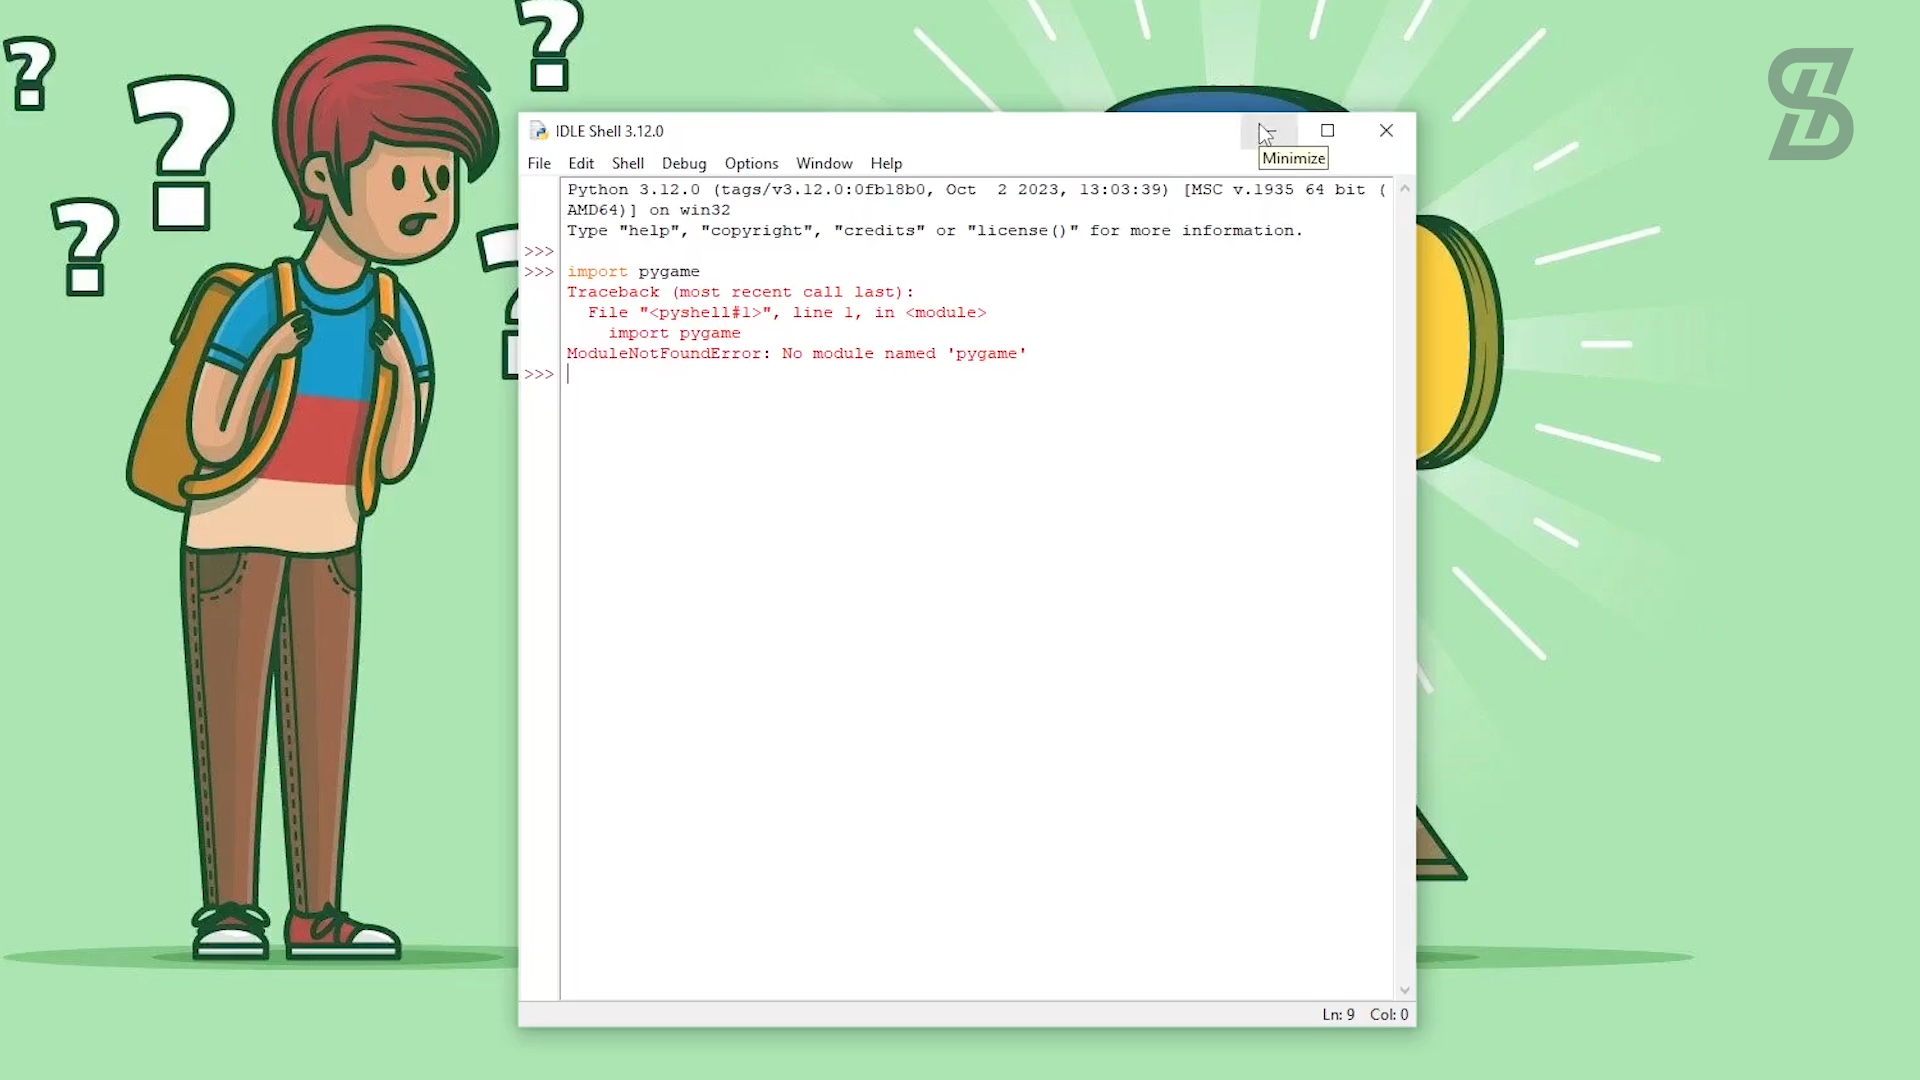 IDLE Shell 3.12.0
Minimize
File Edit Shell Debug Options Window Help
Python 3.12.0 (tags/v3.12.0:0fb18b0, Oct  2 2023, 13:03:39) [MSC v.1935 64 bit (
AMD64)] on win32
Type "help", "copyright", "credits" or "license()" for more information.
>>>
>>> import pygame
Traceback (most recent call last):
  File "<pyshell#1>", line 1, in <module>
    import pygame
ModuleNotFoundError: No module named 'pygame'
>>>
Ln: 9 Col: 0
? ? ? ?